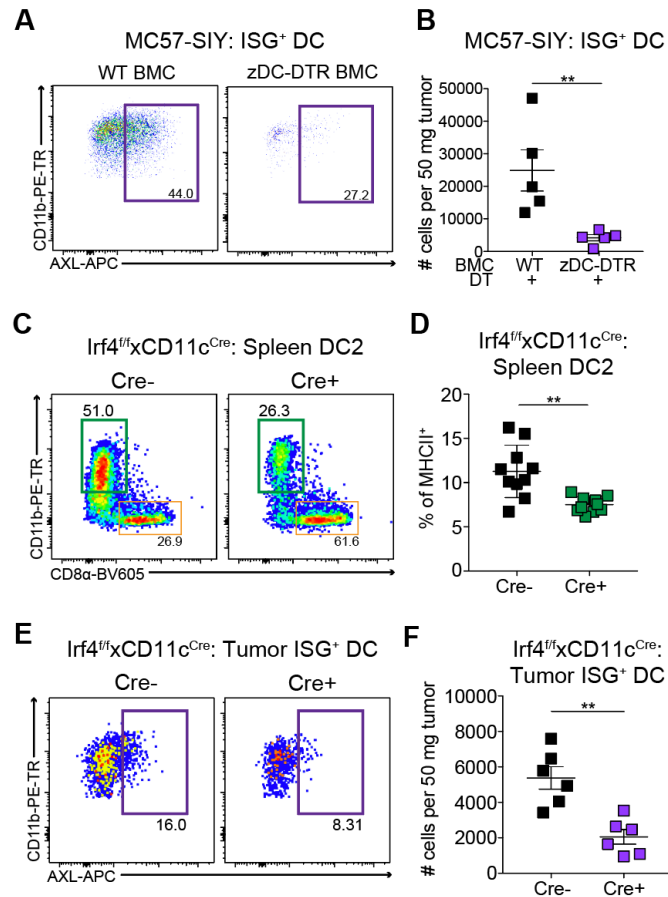 A
MC57-SIY: ISG⁺ DC
WT BMC
zDC-DTR BMC
CD11b-PE-TR
44.0
27.2
AXL-APC
B
MC57-SIY: ISG⁺ DC
# cells per 50 mg tumor
50000
40000
30000
20000
10000
0
**
BMC WT zDC-DTR
DT + +
C
Irf4ᶠ/ᶠxCD11cᶜʳᵉ: Spleen DC2
Cre-
Cre+
CD11b-PE-TR
51.0
26.9
26.3
61.6
CD8α-BV605
D
Irf4ᶠ/ᶠxCD11cᶜʳᵉ:
Spleen DC2
% of MHCII⁺
20
15
10
5
0
**
Cre- Cre+
E
Irf4ᶠ/ᶠxCD11cᶜʳᵉ: Tumor ISG⁺ DC
Cre-
Cre+
CD11b-PE-TR
16.0
8.31
AXL-APC
F
Irf4ᶠ/ᶠxCD11cᶜʳᵉ:
Tumor ISG⁺ DC
# cells per 50 mg tumor
10000
8000
6000
4000
2000
0
**
Cre- Cre+